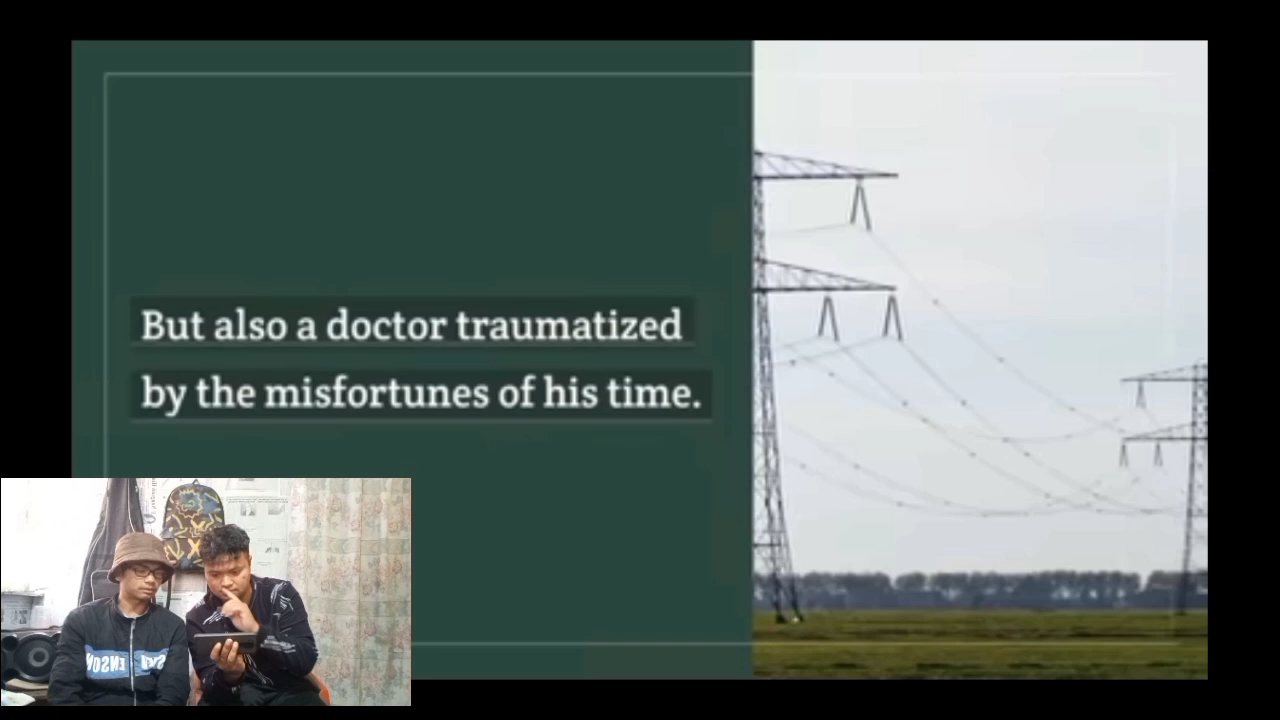 But also a doctor traumatized
by the misfortunes of his time.